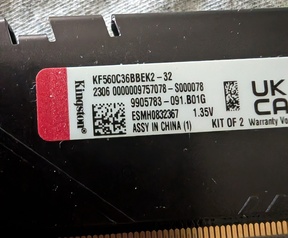 Kingston
KF560C36BBEK2-32
2306 0000009757078-S000078
9905783-091.B01G
ESMH0832367 1.35V
ASSY IN CHINA (1)
KIT OF 2 Warranty Vo
UK
CA